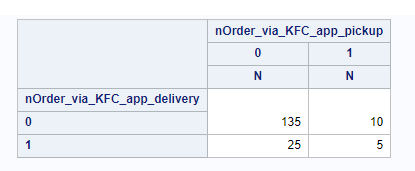 nOrder_via_KFC_app_pickup
0 1
N N
nOrder_via_KFC_app_delivery
0 135 10
1 25 5